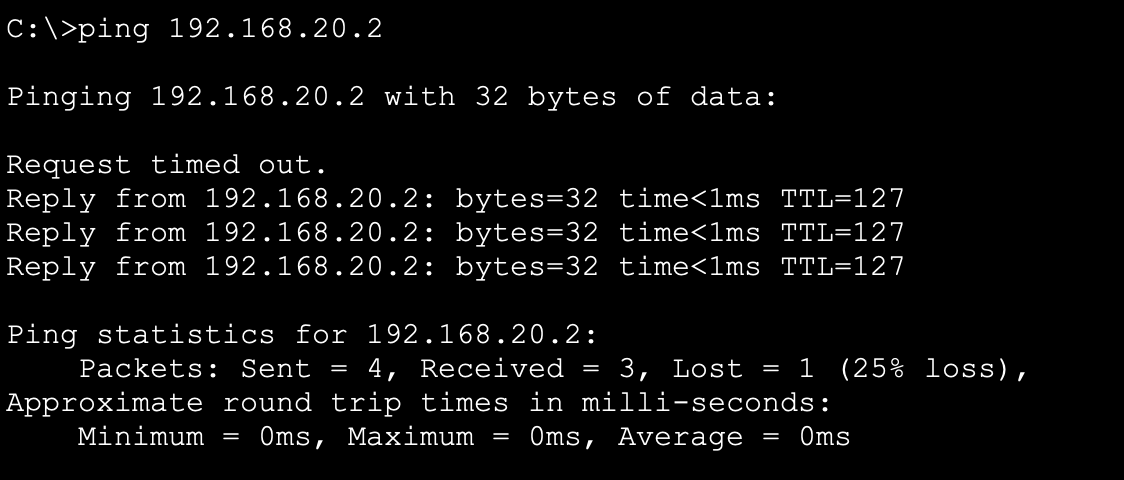 C:\>ping 192.168.20.2
Pinging 192.168.20.2 with 32 bytes of data:
Request timed out.
Reply from 192.168.20.2: bytes=32 time<1ms TTL=127
Reply from 192.168.20.2: bytes=32 time<1ms TTL=127
Reply from 192.168.20.2: bytes=32 time<1ms TTL=127
Ping statistics for 192.168.20.2:
    Packets: Sent = 4, Received = 3, Lost = 1 (25% loss),
Approximate round trip times in milli-seconds:
    Minimum = 0ms, Maximum = 0ms, Average = 0ms